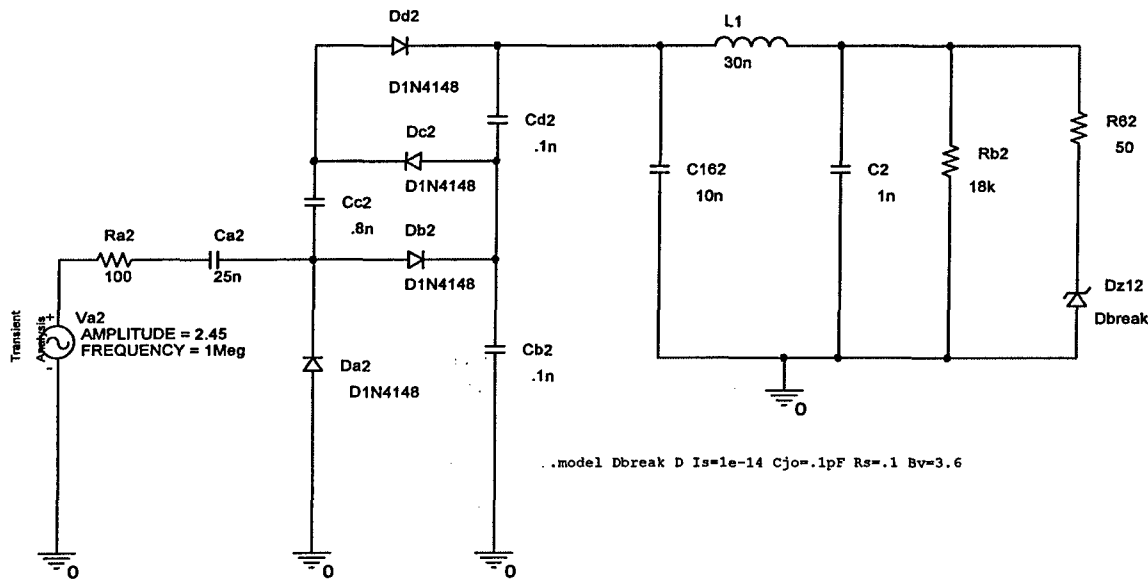 Dd2
D1N4148
L1
30n
Cd2
.1n
R62
50
Dc2
D1N4148
C162
10n
C2
1n
Rb2
18k
Cc2
.8n
Ra2
100
Ca2
25n
Db2
D1N4148
Dz12
Dbreak
Transient
Analysis
+
-
Va2
AMPLITUDE = 2.45
FREQUENCY = 1Meg
Da2
D1N4148
Cb2
.1n
0
..model Dbreak D Is=1e-14 Cjo=.1pF Rs=.1 Bv=3.6
0
0
0